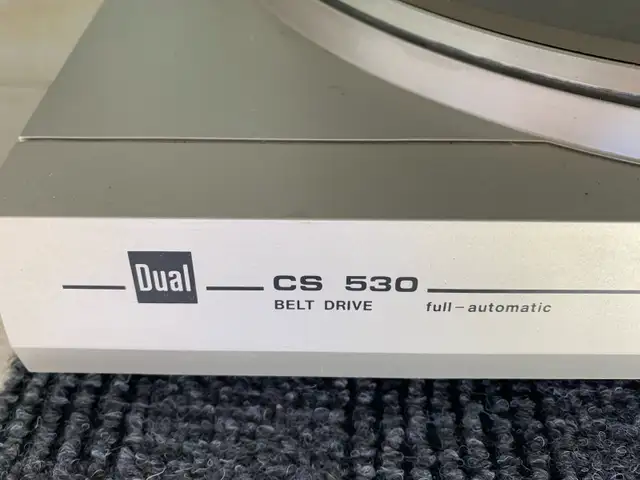 Dual CS 530
BELT DRIVE full-automatic